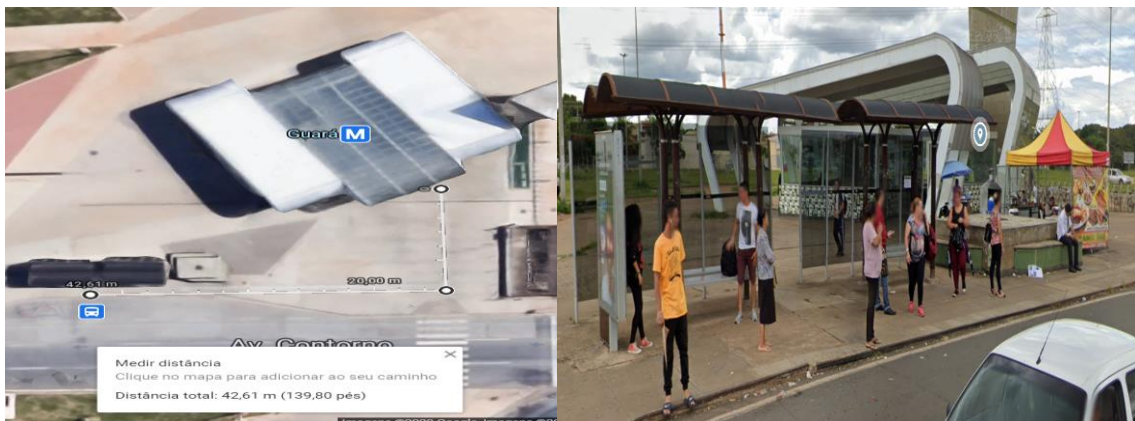 Guará M
42,61 m
20,00 m
Av. Contorno
Medir distância
Clique no mapa para adicionar ao seu caminho
Distância total: 42,61 m (139,80 pés)